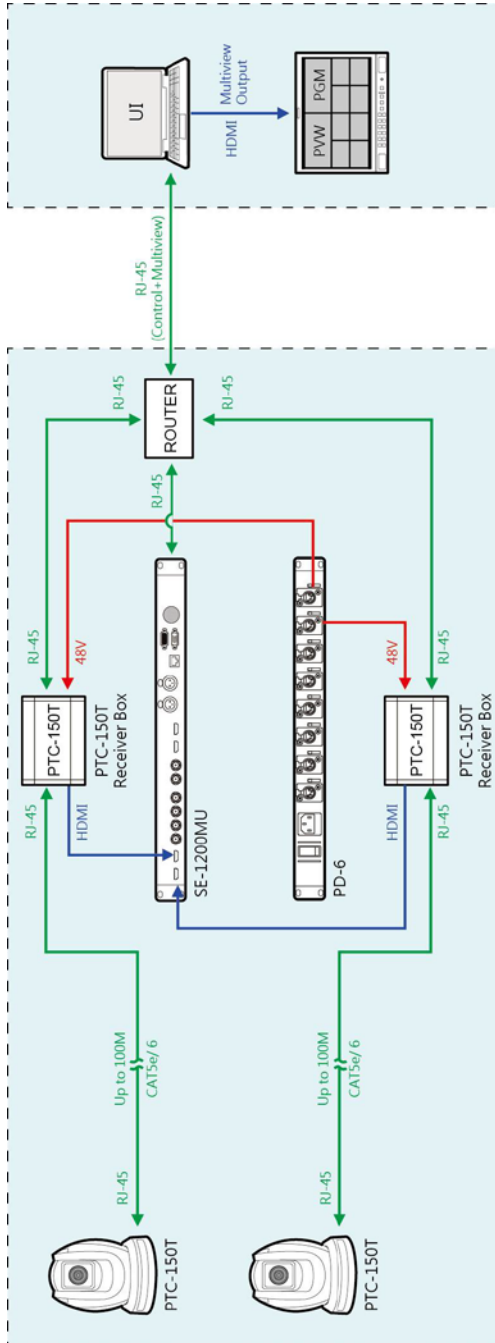 PTC-150T
RJ-45
Up to 100M
CAT5e/ 6
RJ-45
HDMI
PTC-150T
PTC-150T
Receiver Box
RJ-45
48V
RJ-45
SE-1200MU
RJ-45
ROUTER
RJ-45
(Control+Multiview)
UI
HDMI
Multiview
Output
PVW
PGM
PD-6
RJ-45
PTC-150T
RJ-45
Up to 100M
CAT5e/ 6
HDMI
RJ-45
PTC-150T
PTC-150T
Receiver Box
48V
RJ-45